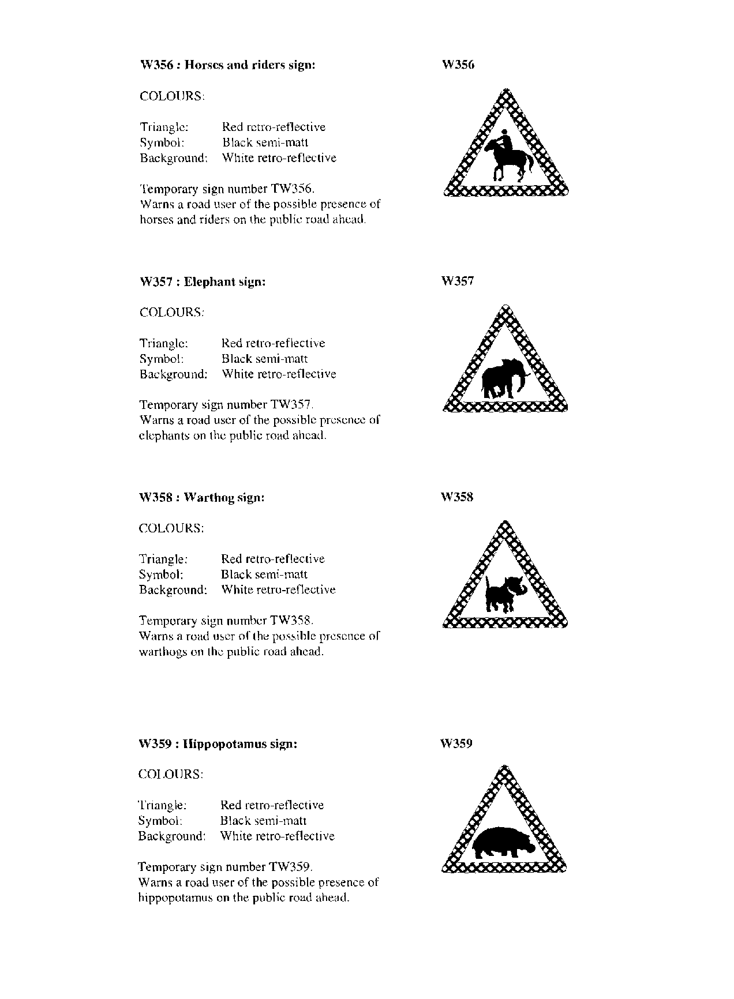 W356 : Horses and riders sign: W356
COLOURS:
Triangle: Red retro-reflective
Symbol: Black semi-matt
Background: White retro-reflective
Temporary sign number TW356.
Warns a road user of the possible presence of
horses and riders on the public road ahead.
W357 : Elephant sign: W357
COLOURS:
Triangle: Red retro-reflective
Symbol: Black semi-matt
Background: White retro-reflective
Temporary sign number TW357.
Warns a road user of the possible presence of
elephants on the public road ahead.
W358 : Warthog sign: W358
COLOURS:
Triangle: Red retro-reflective
Symbol: Black semi-matt
Background: White retro-reflective
Temporary sign number TW358.
Warns a road user of the possible presence of
warthogs on the public road ahead.
W359 : Hippopotamus sign: W359
COLOURS:
Triangle: Red retro-reflective
Symbol: Black semi-matt
Background: White retro-reflective
Temporary sign number TW359.
Warns a road user of the possible presence of
hippopotamus on the public road ahead.